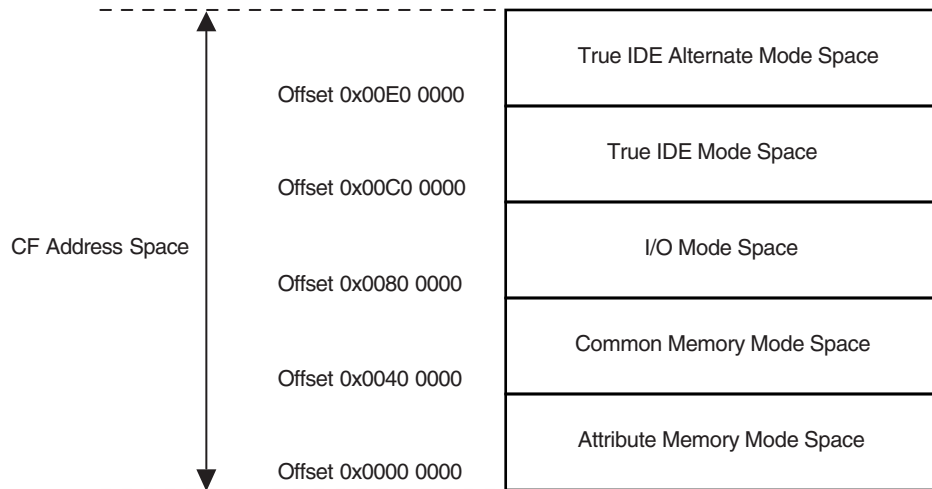 True IDE Alternate Mode Space
Offset 0x00E0 0000
True IDE Mode Space
Offset 0x00C0 0000
CF Address Space
I/O Mode Space
Offset 0x0080 0000
Common Memory Mode Space
Offset 0x0040 0000
Attribute Memory Mode Space
Offset 0x0000 0000